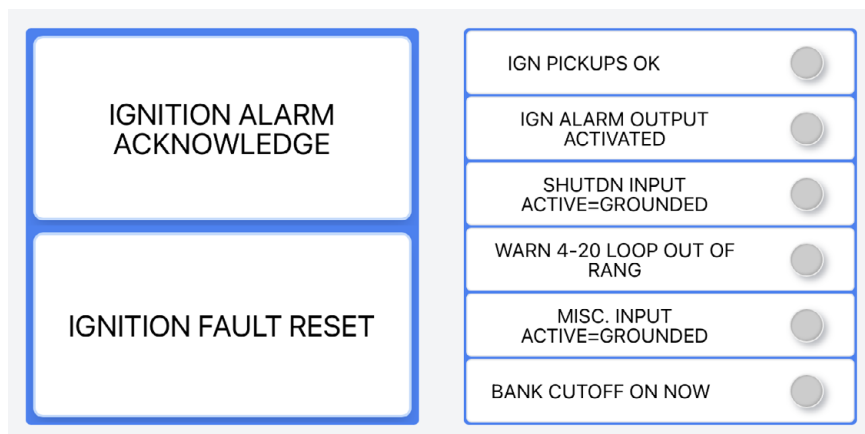 IGNITION ALARM
ACKNOWLEDGE
IGNITION FAULT RESET
IGN PICKUPS OK
IGN ALARM OUTPUT
ACTIVATED
SHUTDN INPUT
ACTIVE=GROUNDED
WARN 4-20 LOOP OUT OF
RANG
MISC. INPUT
ACTIVE=GROUNDED
BANK CUTOFF ON NOW